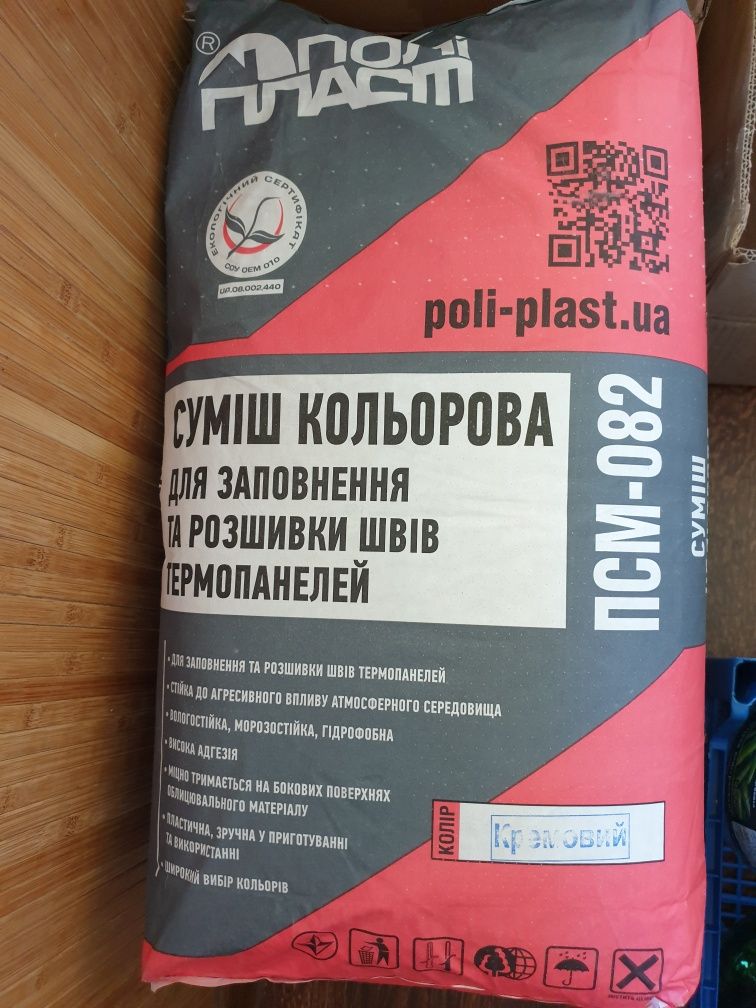 ®
ПОЛІ
ПЛАСТ
ЕКОЛОГІЧНИЙ СЕРТИФІКАТ
СОУ ОЕМ ОТО
UA.08.002.440
poli-plast.ua
СУМІШ КОЛЬОРОВА
ДЛЯ ЗАПОВНЕННЯ
ТА РОЗШИВКИ ШВІВ
ТЕРМОПАНЕЛЕЙ
ПСМ-082
СУМІШ
• ДЛЯ ЗАПОВНЕННЯ ТА РОЗШИВКИ ШВІВ ТЕРМОПАНЕЛЕЙ
• СТІЙКА ДО АГРЕСИВНОГО ВПЛИВУ АТМОСФЕРНОГО СЕРЕДОВИЩА
• ВОЛОГОСТІЙКА, МОРОЗОСТІЙКА, ГІДРОФОБНА
• ВИСОКА АДГЕЗІЯ
• МІЦНО ТРИМАЄТЬСЯ НА БОКОВИХ ПОВЕРХНЯХ
ОБЛИЦЮВАЛЬНОГО МАТЕРІАЛУ
• ПЛАСТИЧНА, ЗРУЧНА У ПРИГОТУВАННІ
ТА ВИКОРИСТАННІ
• ШИРОКИЙ ВИБІР КОЛЬОРІВ
КОЛІР
Кремовий